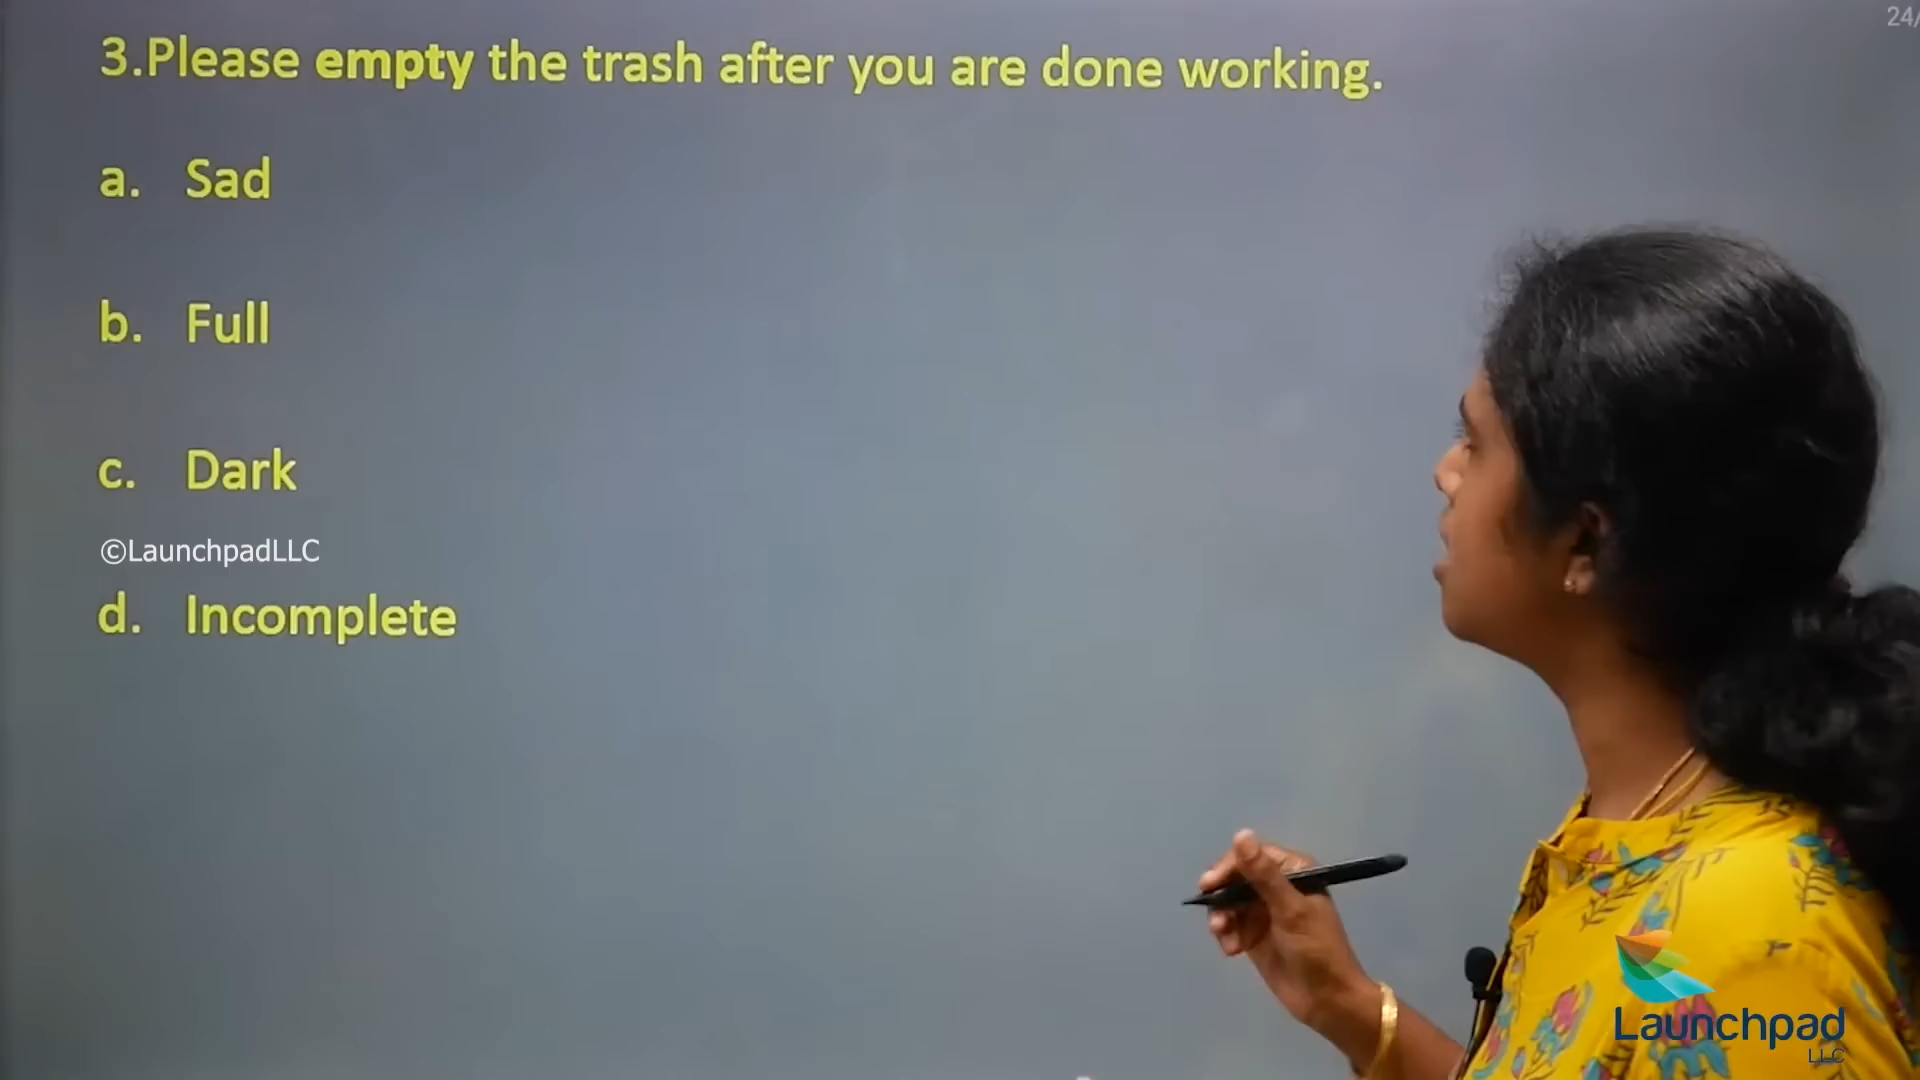 24/
3.Please empty the trash after you are done working.
a. Sad
b. Full
c. Dark
©LaunchpadLLC
d. Incomplete
Launchpad
LLC